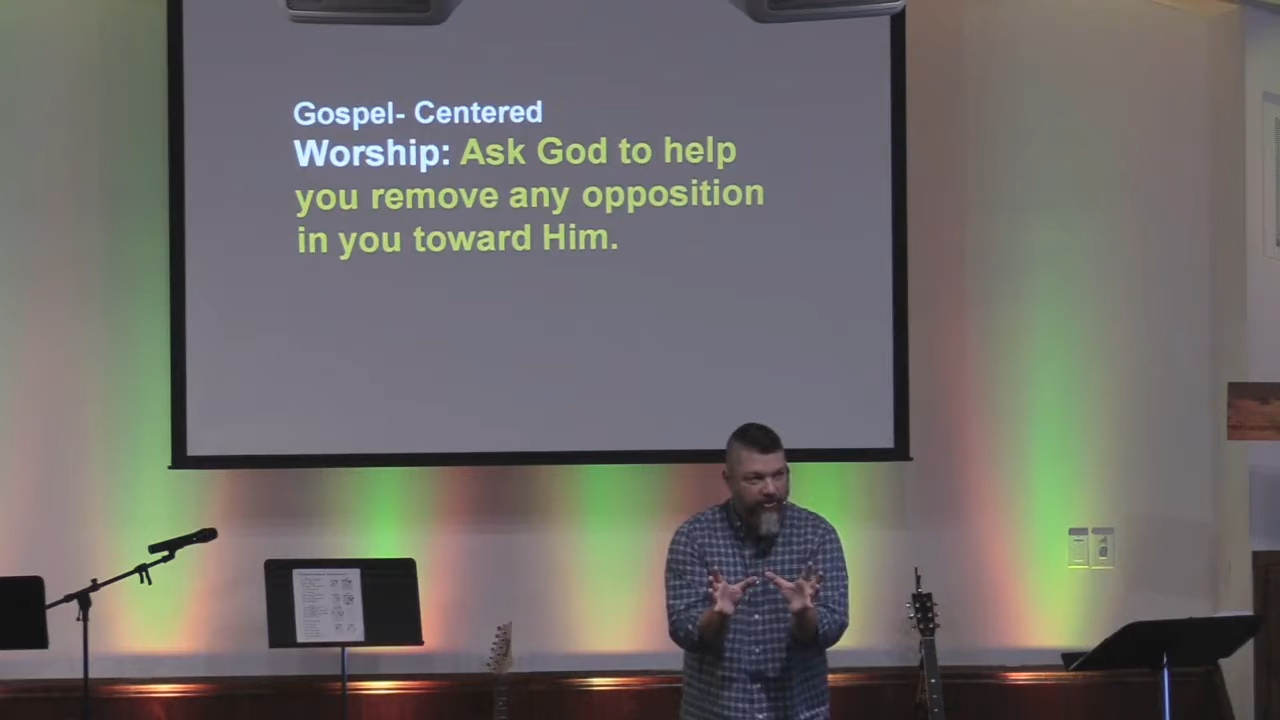 Gospel- Centered
Worship: Ask God to help
you remove any opposition
in you toward Him.